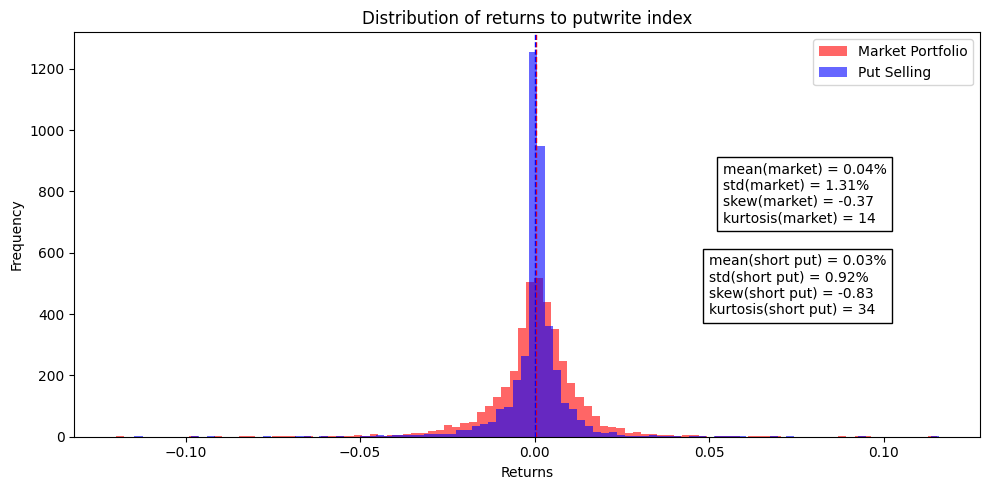 Distribution of returns to putwrite index
Market Portfolio
Put Selling
mean(market) = 0.04%
std(market) = 1.31%
skew(market) = -0.37
kurtosis(market) = 14
mean(short put) = 0.03%
std(short put) = 0.92%
skew(short put) = -0.83
kurtosis(short put) = 34
Frequency
1200
1000
800
600
400
200
0
−0.10
−0.05
0.00
0.05
0.10
Returns